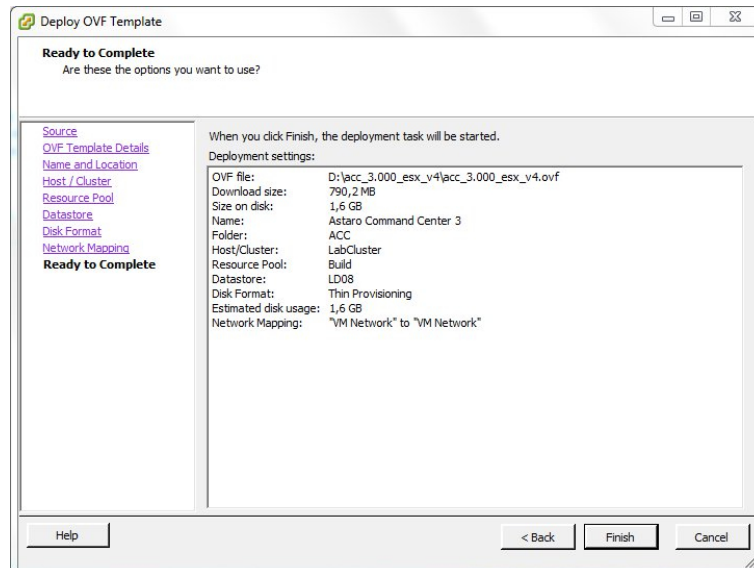 Deploy OVF Template
Ready to Complete
Are these the options you want to use?
Source
OVF Template Details
Name and Location
Host / Cluster
Resource Pool
Datastore
Disk Format
Network Mapping
Ready to Complete
When you click Finish, the deployment task will be started.
Deployment settings:
OVF file: D:\acc_3.000_esx_v4\acc_3.000_esx_v4.ovf
Download size: 790,2 MB
Size on disk: 1,6 GB
Name: Astaro Command Center 3
Folder: ACC
Host/Cluster: LabCluster
Resource Pool: Build
Datastore: LD08
Disk Format: Thin Provisioning
Estimated disk usage: 1,6 GB
Network Mapping: "VM Network" to "VM Network"
Help < Back Finish Cancel